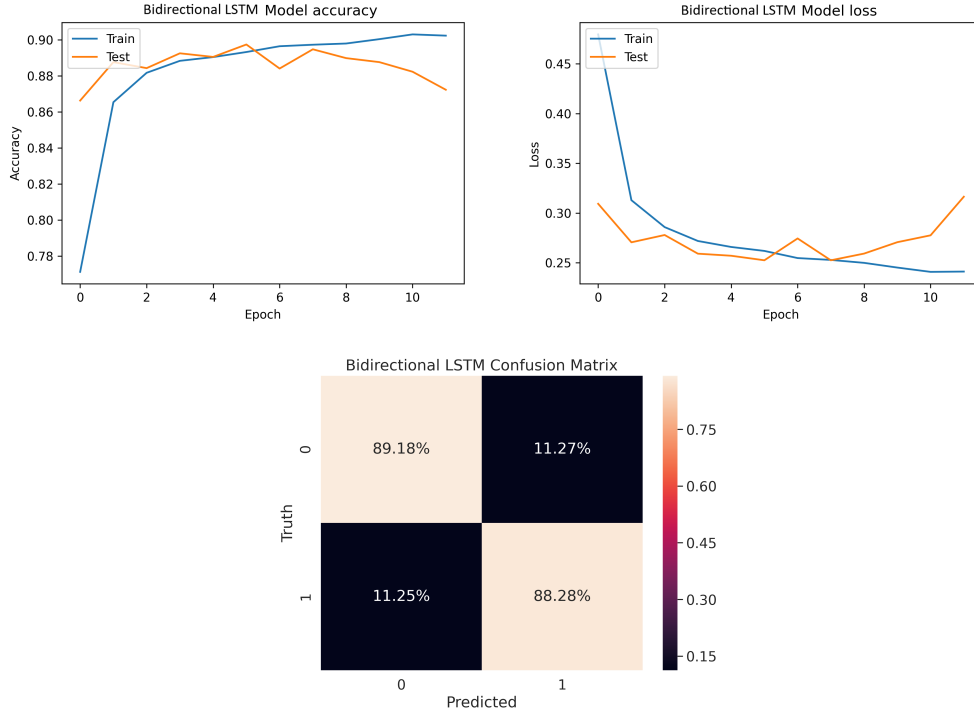 Bidirectional LSTM Model accuracy
Train
Test
0.90
0.88
0.86
0.84
0.82
0.80
0.78
Accuracy
0 2 4 6 8 10
Epoch
Bidirectional LSTM Model loss
Train
Test
0.45
0.40
0.35
0.30
0.25
Loss
0 2 4 6 8 10
Epoch
Bidirectional LSTM Confusion Matrix
0
1
Truth
89.18% 11.27%
11.25% 88.28%
0 1
Predicted
0.75
0.60
0.45
0.30
0.15